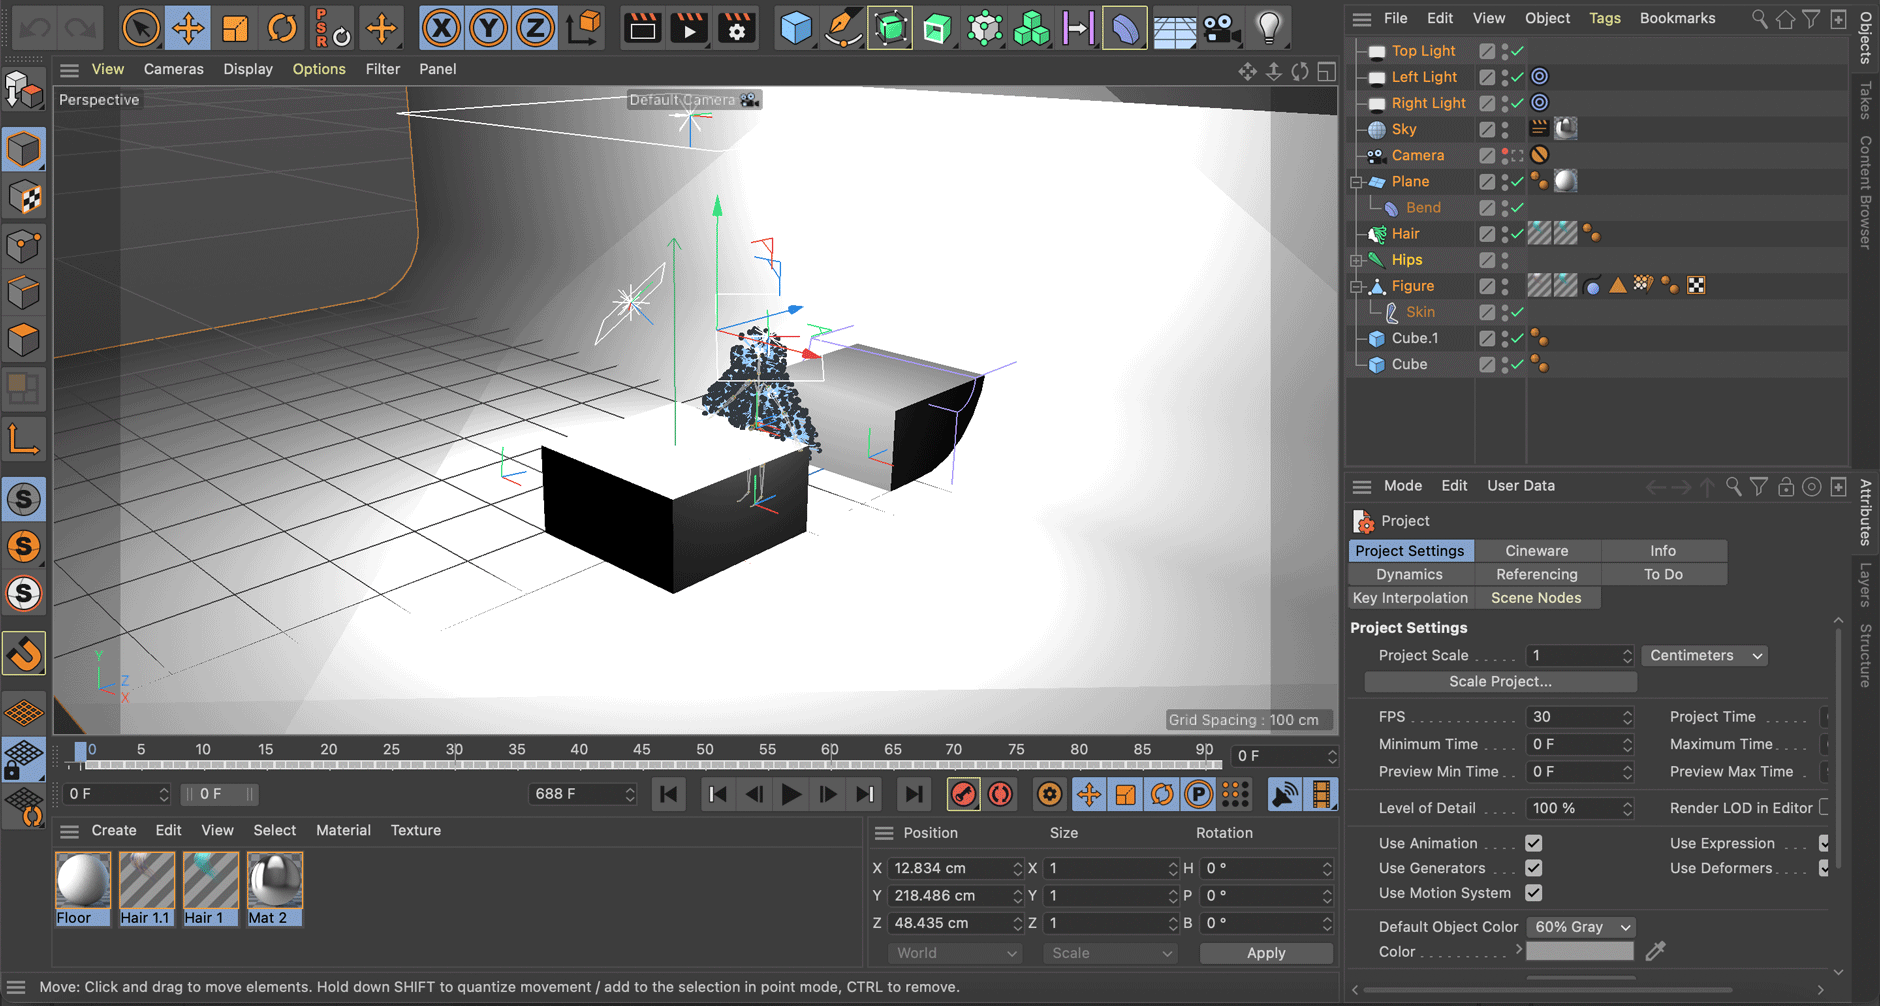 P
S
R
X
Y
Z
File Edit View Object Tags Bookmarks
View Cameras Display Options Filter Panel
Perspective
Default Camera
Top Light
Left Light
Right Light
Sky
Camera
Plane
Bend
Hair
Hips
Figure
Skin
Cube.1
Cube
Objects
Takes
Content Browser
Attributes
Layers
Structure
S
S
S
Y
Z
X
Grid Spacing : 100 cm
Mode Edit User Data
Project
Project Settings Cineware Info
Dynamics Referencing To Do
Key Interpolation Scene Nodes
Project Settings
Project Scale 1 Centimeters
Scale Project...
FPS 30 Project Time
Minimum Time 0 F Maximum Time
Preview Min Time 0 F Preview Max Time
Level of Detail 100 % Render LOD in Editor
Use Animation Use Expression
Use Generators Use Deformers
Use Motion System
Default Object Color 60% Gray
Color
0 5 10 15 20 25 30 35 40 45 50 55 60 65 70 75 80 85 90 0 F
0 F 0 F 688 F P
Create Edit View Select Material Texture
Floor Hair 1.1 Hair 1 Mat 2
Position Size Rotation
X 12.834 cm X 1 H 0 °
Y 218.486 cm Y 1 P 0 °
Z 48.435 cm Z 1 B 0 °
World Scale Apply
Move: Click and drag to move elements. Hold down SHIFT to quantize movement / add to the selection in point mode, CTRL to remove.